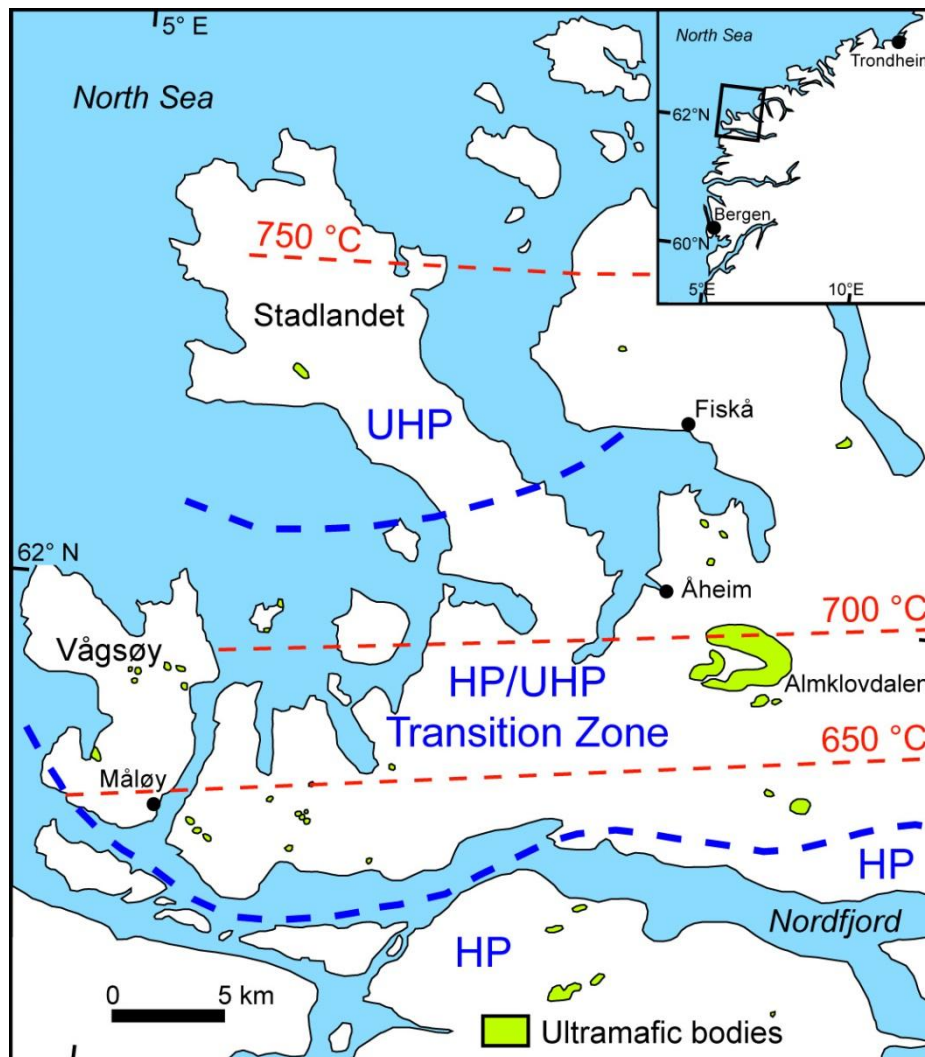 5° E
North Sea
North Sea
Trondheim
62°N
Bergen
60°N
5°E
10°E
750 °C
Stadlandet
UHP
Fiskå
62° N
Åheim
700 °C
Vågsøy
HP/UHP
Transition Zone
Almklovdalen
650 °C
Måløy
HP
Nordfjord
HP
0 5 km
Ultramafic bodies